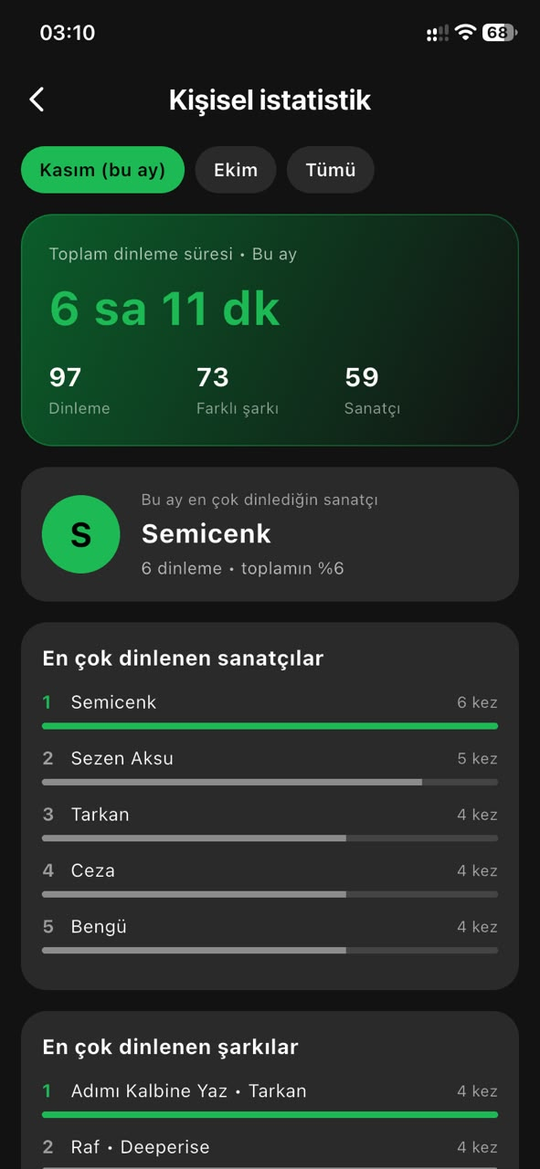 03:10
68
Kişisel istatistik
Kasım (bu ay) Ekim Tümü
Toplam dinleme süresi • Bu ay
6 sa 11 dk
97 73 59
Dinleme Farklı şarkı Sanatçı
S
Bu ay en çok dinlediğin sanatçı
Semicenk
6 dinleme • toplamın %6
En çok dinlenen sanatçılar
1 Semicenk 6 kez
2 Sezen Aksu 5 kez
3 Tarkan 4 kez
4 Ceza 4 kez
5 Bengü 4 kez
En çok dinlenen şarkılar
1 Adımı Kalbine Yaz • Tarkan 4 kez
2 Raf • Deeperise 4 kez